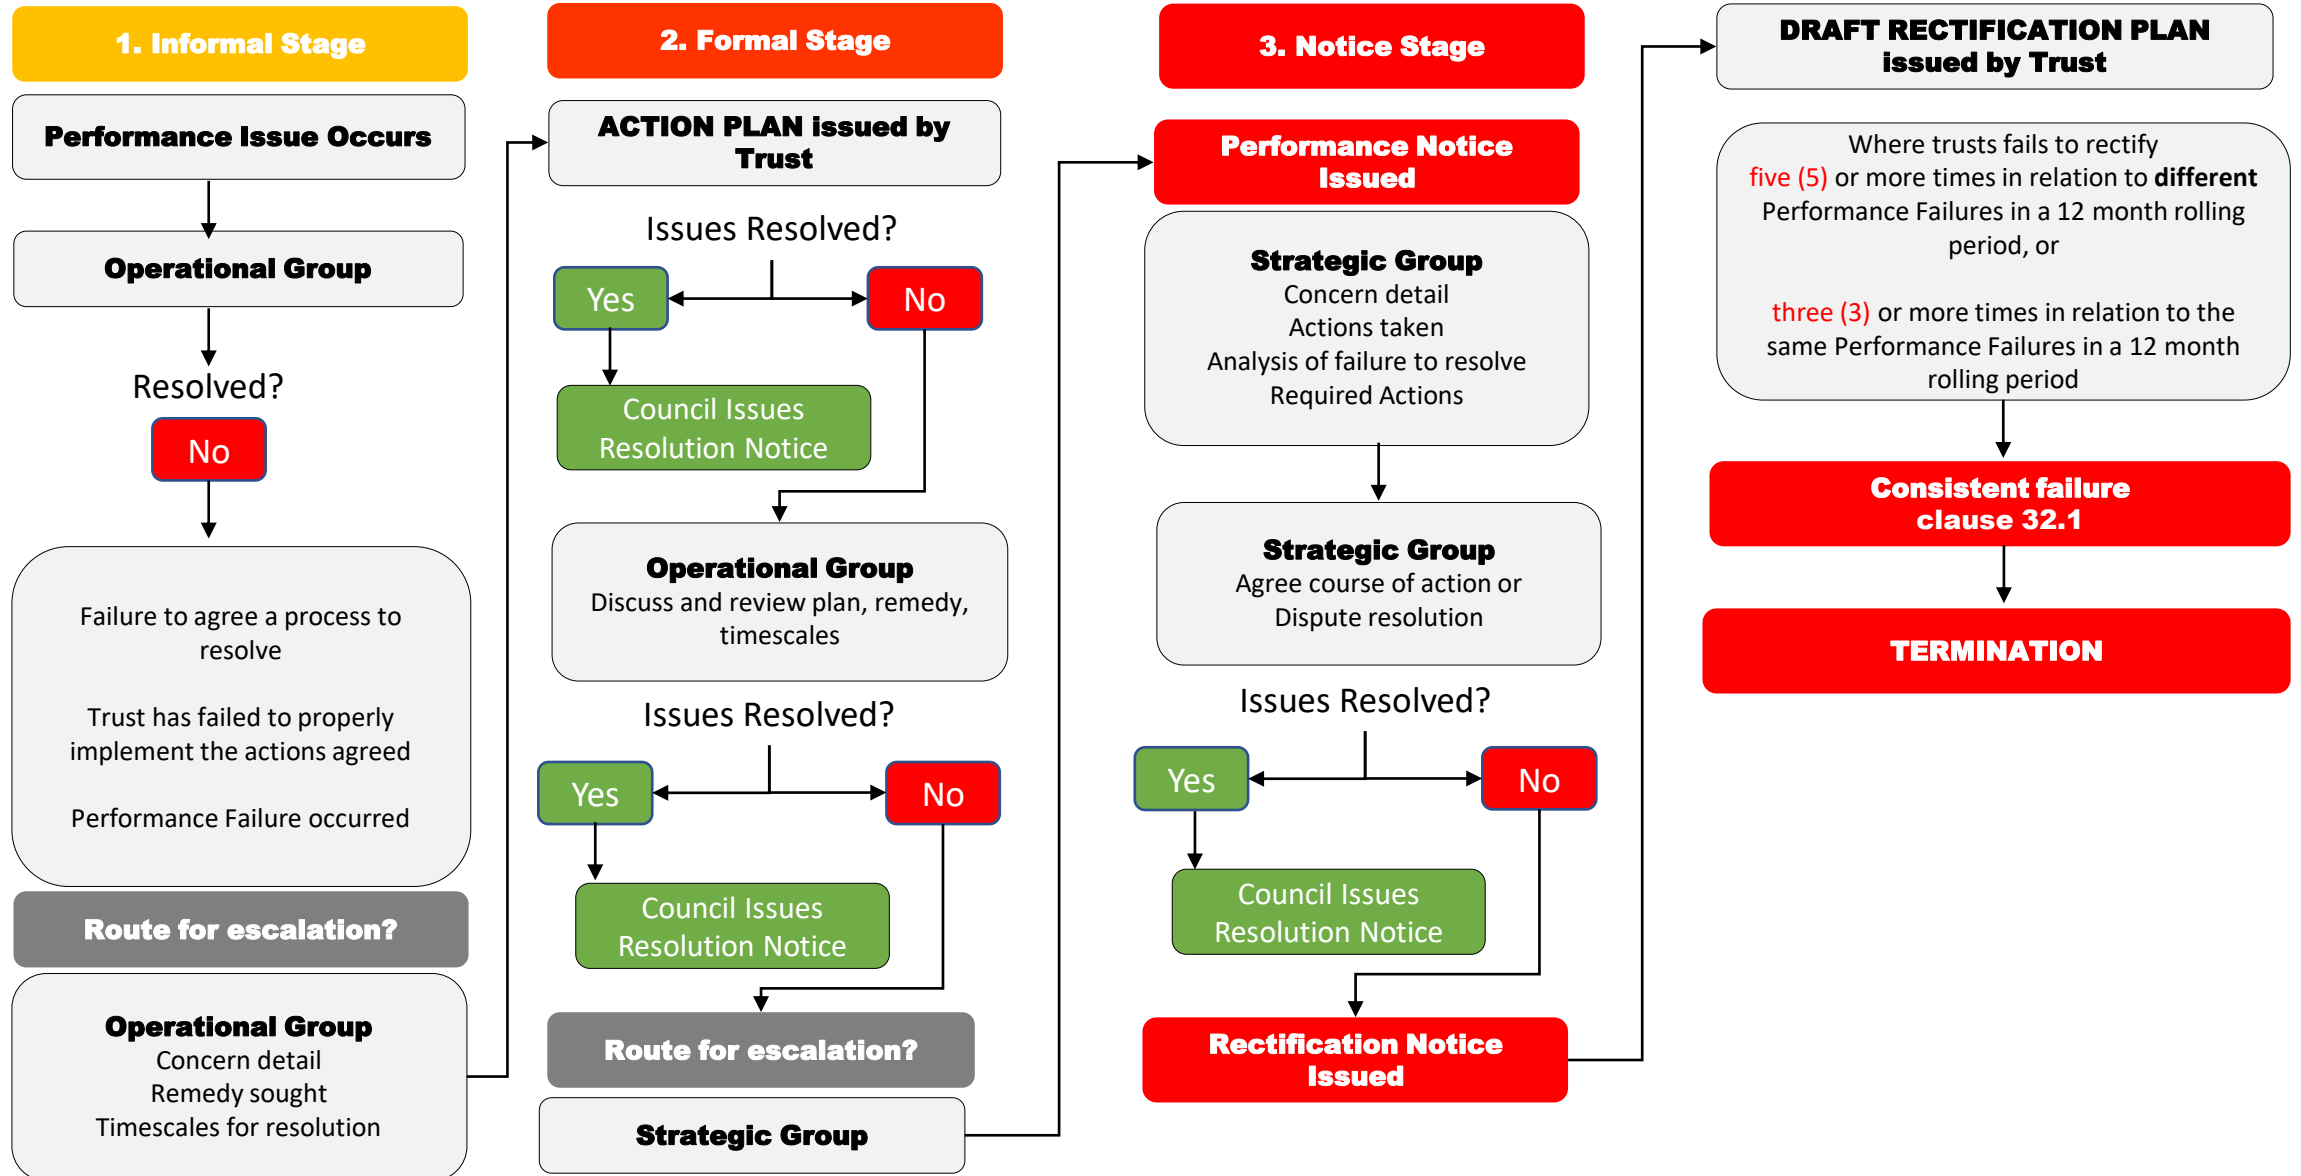 1. Informal Stage
Performance Issue Occurs
Operational Group
Resolved?
No
Failure to agree a process to
resolve
Trust has failed to properly
implement the actions agreed
Performance Failure occurred
Route for escalation?
Operational Group
Concern detail
Remedy sought
Timescales for resolution
2. Formal Stage
ACTION PLAN issued by
Trust
Issues Resolved?
Yes
No
Council Issues
Resolution Notice
Operational Group
Discuss and review plan, remedy,
timescales
Issues Resolved?
Yes
No
Council Issues
Resolution Notice
Route for escalation?
Strategic Group
3. Notice Stage
Performance Notice
Issued
Strategic Group
Concern detail
Actions taken
Analysis of failure to resolve
Required Actions
Strategic Group
Agree course of action or
Dispute resolution
Issues Resolved?
Yes
No
Council Issues
Resolution Notice
Rectification Notice
Issued
DRAFT RECTIFICATION PLAN
issued by Trust
Where trusts fails to rectify
five (5) or more times in relation to different
Performance Failures in a 12 month rolling
period, or
three (3) or more times in relation to the
same Performance Failures in a 12 month
rolling period
Consistent failure
clause 32.1
TERMINATION